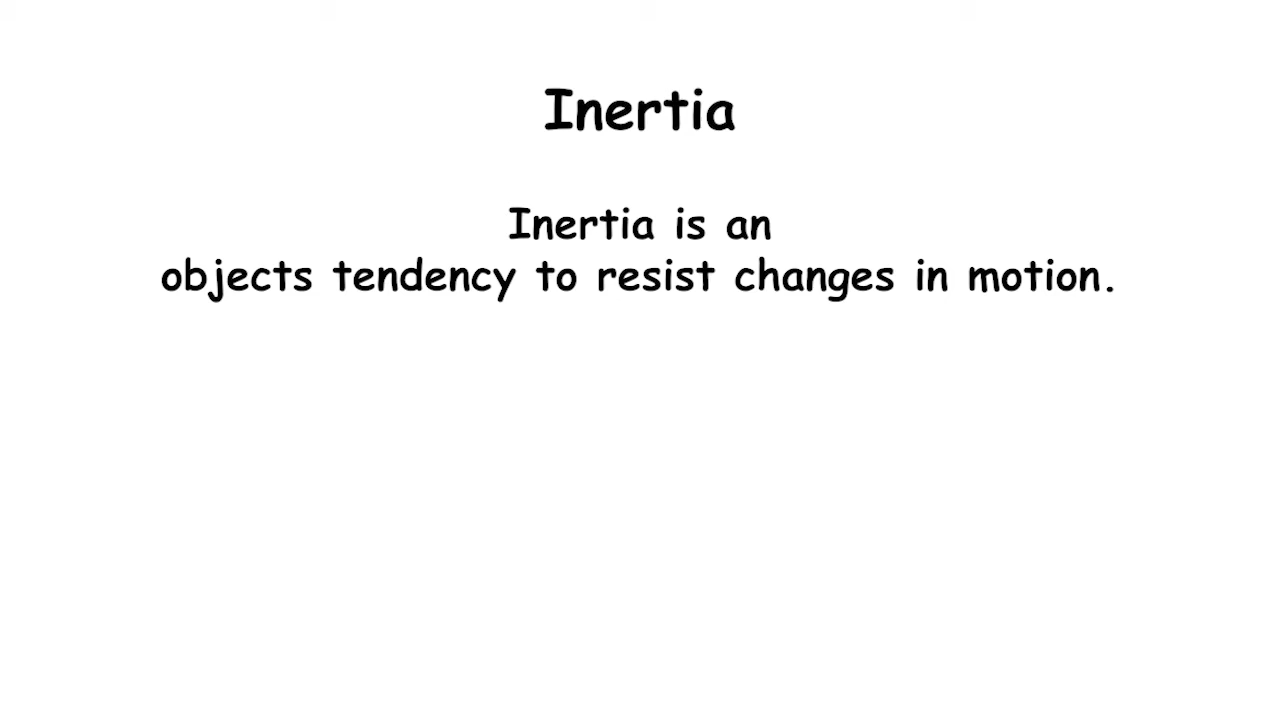 Inertia
Inertia is an
objects tendency to resist changes in motion.